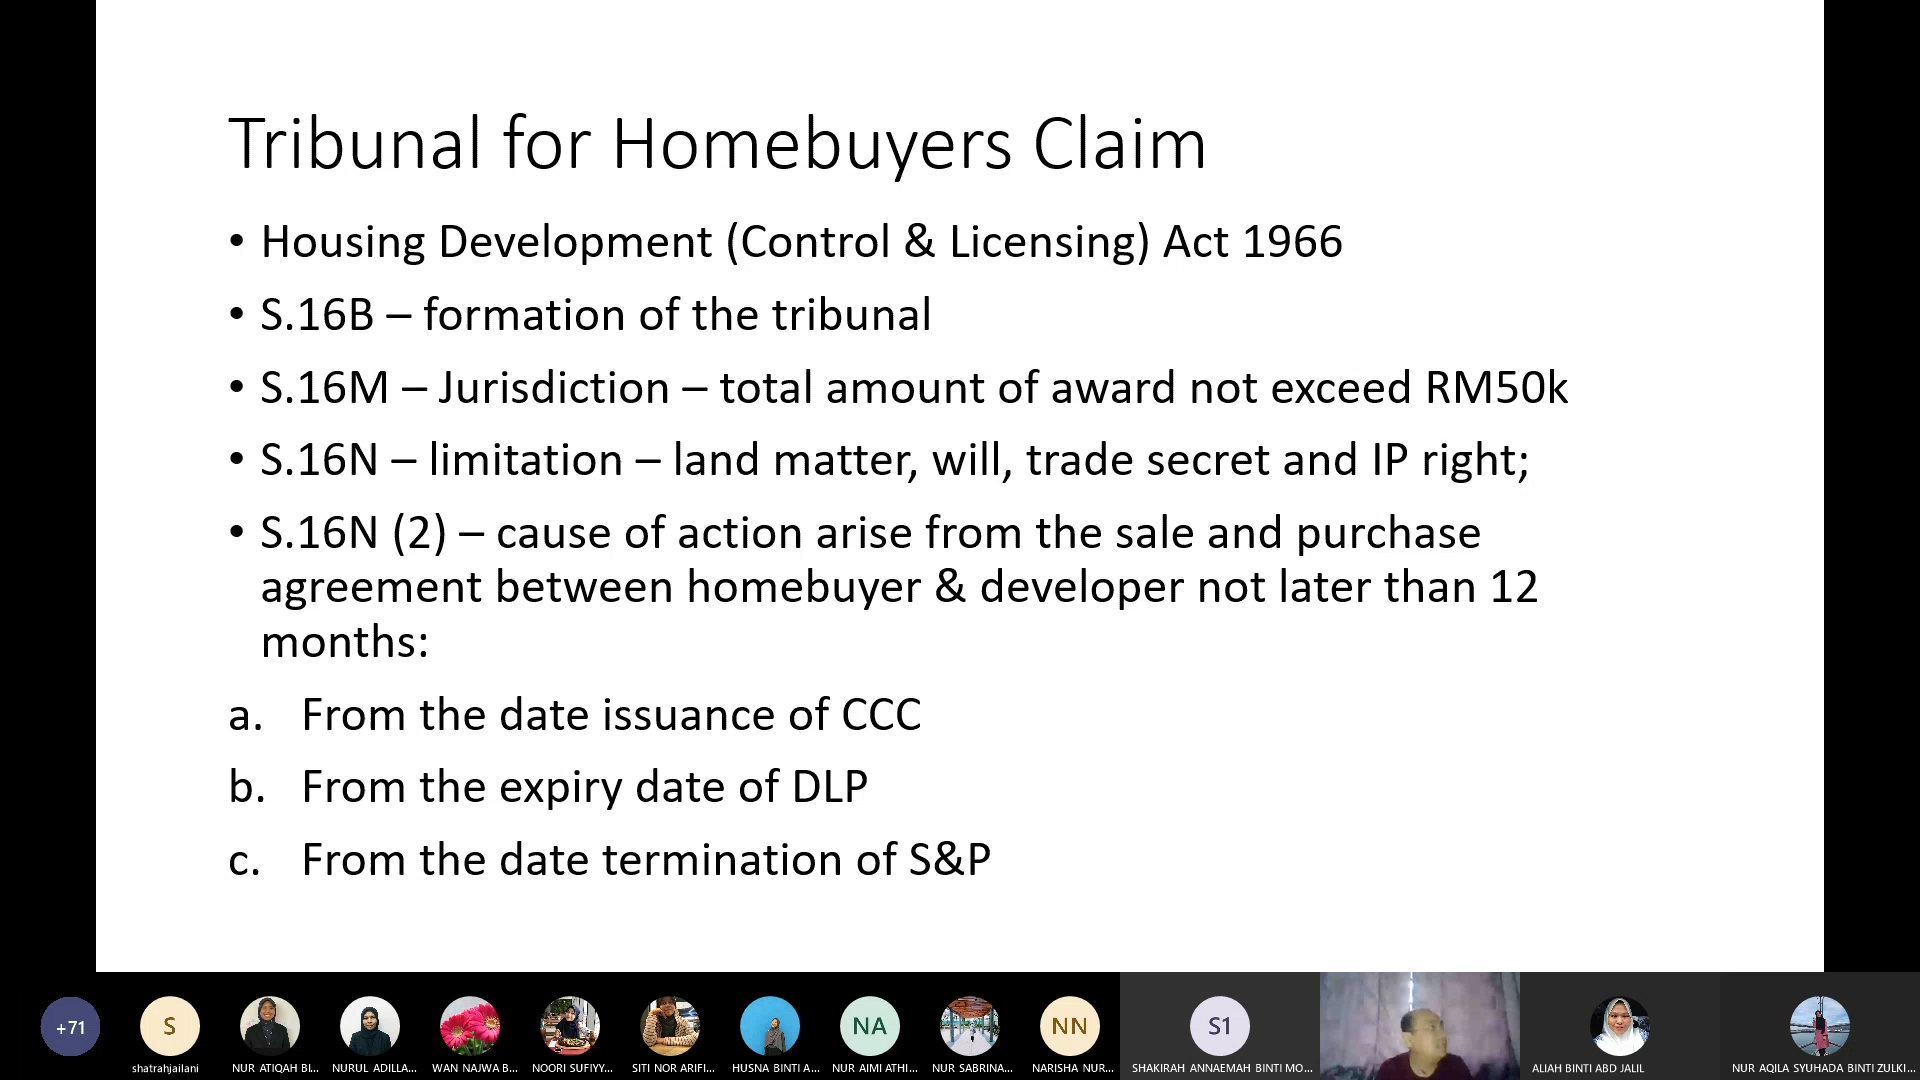 Tribunal for Homebuyers Claim
• Housing Development (Control & Licensing) Act 1966
• S.16B – formation of the tribunal
• S.16M – Jurisdiction – total amount of award not exceed RM50k
• S.16N – limitation – land matter, will, trade secret and IP right;
• S.16N (2) – cause of action arise from the sale and purchase
agreement between homebuyer & developer not later than 12
months:
a. From the date issuance of CCC
b. From the expiry date of DLP
c. From the date termination of S&P
+71
S
NA
NN
S1
shatrahjailani
NUR ATIQAH BI...
NURUL ADILLA...
WAN NAJWA B...
NOORI SUFIYY...
SITI NOR ARIFI...
HUSNA BINTI A...
NUR AIMI ATHI...
NUR SABRINA...
NARISHA NUR...
SHAKIRAH ANNAEMAH BINTI MO...
ALIAH BINTI ABD JALIL
NUR AQILA SYUHADA BINTI ZULKI...